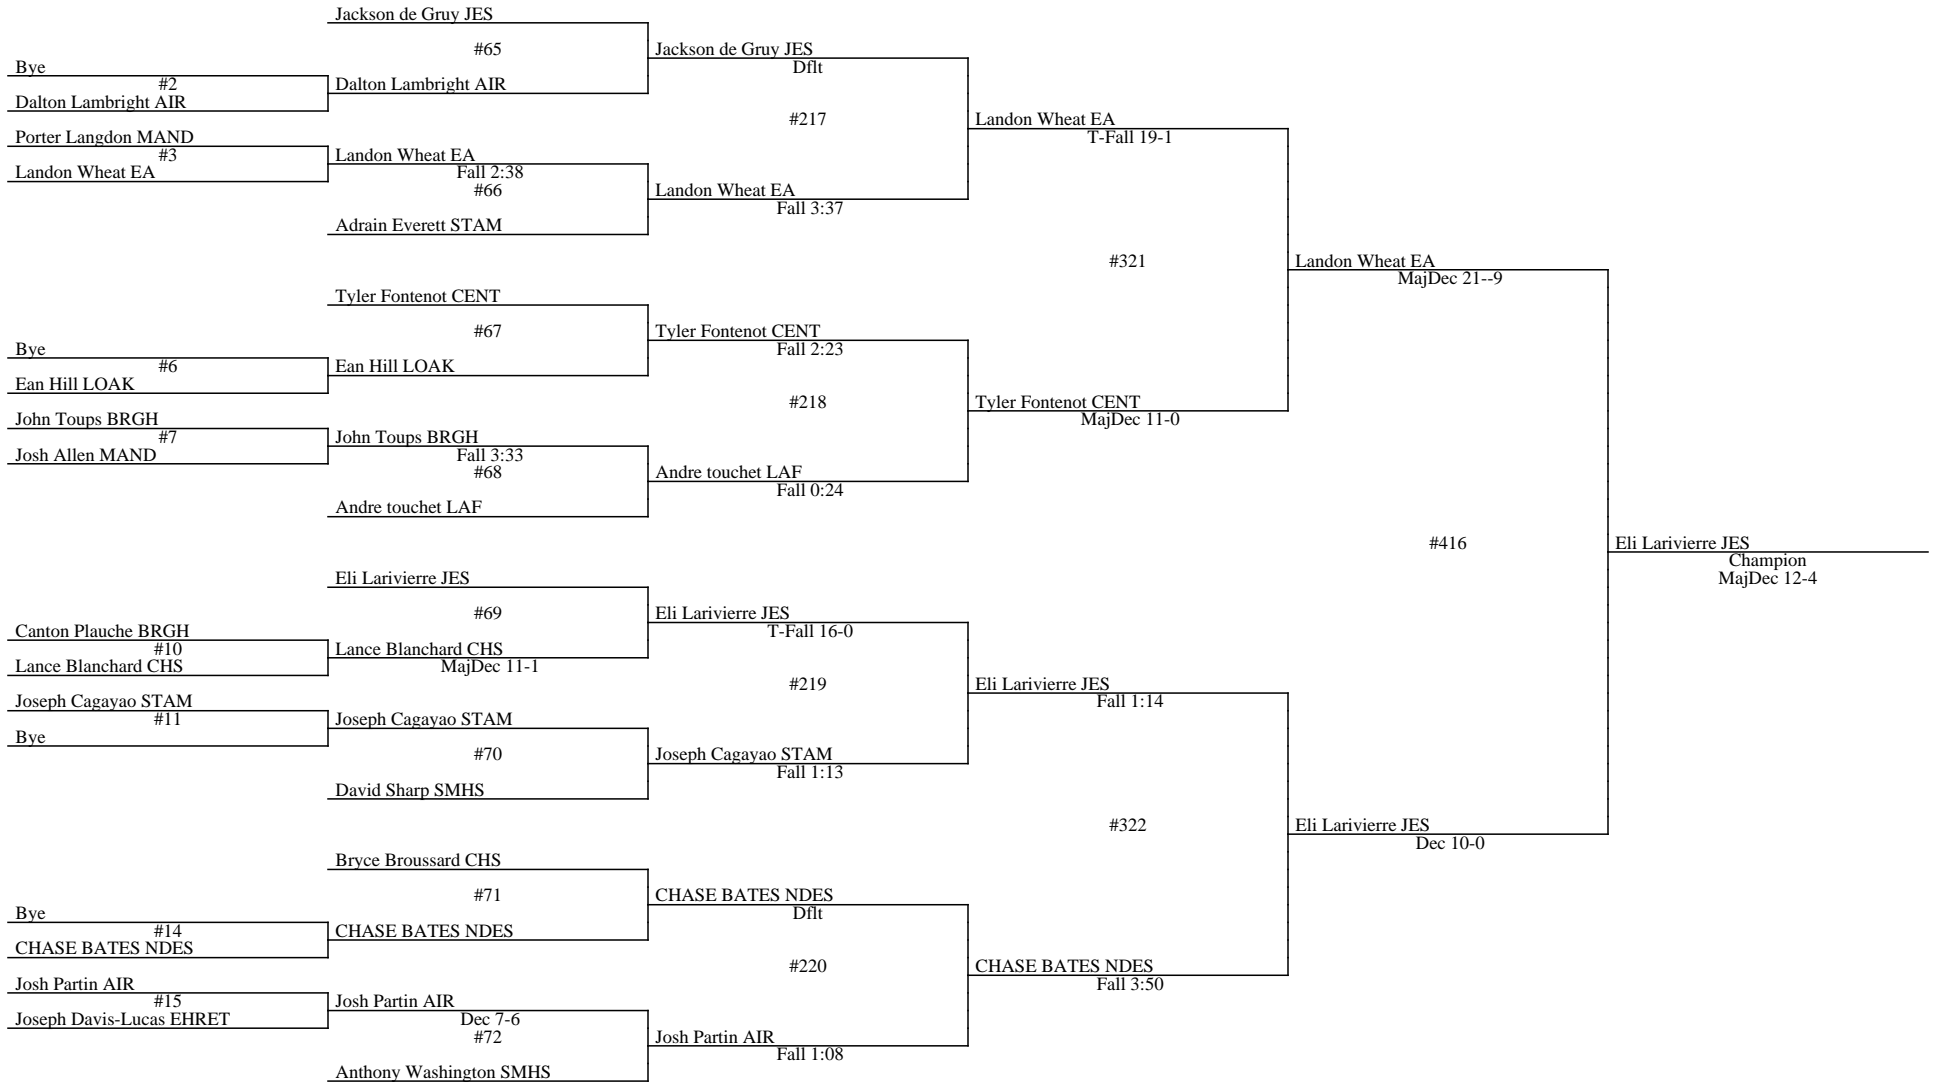 Jackson de Gruy JES
#65
Jackson de Gruy JES
Dflt
Bye
#2
Dalton Lambright AIR
Dalton Lambright AIR
#217
Landon Wheat EA
T-Fall 19-1
Porter Langdon MAND
#3
Landon Wheat EA
Landon Wheat EA
Fall 2:38
#66
Landon Wheat EA
Fall 3:37
Adrain Everett STAM
#321
Landon Wheat EA
MajDec 21--9
Tyler Fontenot CENT
#67
Tyler Fontenot CENT
Fall 2:23
Bye
#6
Ean Hill LOAK
Ean Hill LOAK
#218
Tyler Fontenot CENT
MajDec 11-0
John Toups BRGH
#7
Josh Allen MAND
John Toups BRGH
Fall 3:33
#68
Andre touchet LAF
Fall 0:24
Andre touchet LAF
#416
Eli Larivierre JES
Champion
MajDec 12-4
Eli Larivierre JES
#69
Eli Larivierre JES
T-Fall 16-0
Canton Plauche BRGH
#10
Lance Blanchard CHS
Lance Blanchard CHS
MajDec 11-1
#219
Eli Larivierre JES
Fall 1:14
Joseph Cagayao STAM
#11
Bye
Joseph Cagayao STAM
#70
Joseph Cagayao STAM
Fall 1:13
David Sharp SMHS
#322
Eli Larivierre JES
Dec 10-0
Bryce Broussard CHS
#71
CHASE BATES NDES
Dflt
Bye
#14
CHASE BATES NDES
CHASE BATES NDES
#220
CHASE BATES NDES
Fall 3:50
Josh Partin AIR
#15
Joseph Davis-Lucas EHRET
Josh Partin AIR
Dec 7-6
#72
Josh Partin AIR
Fall 1:08
Anthony Washington SMHS